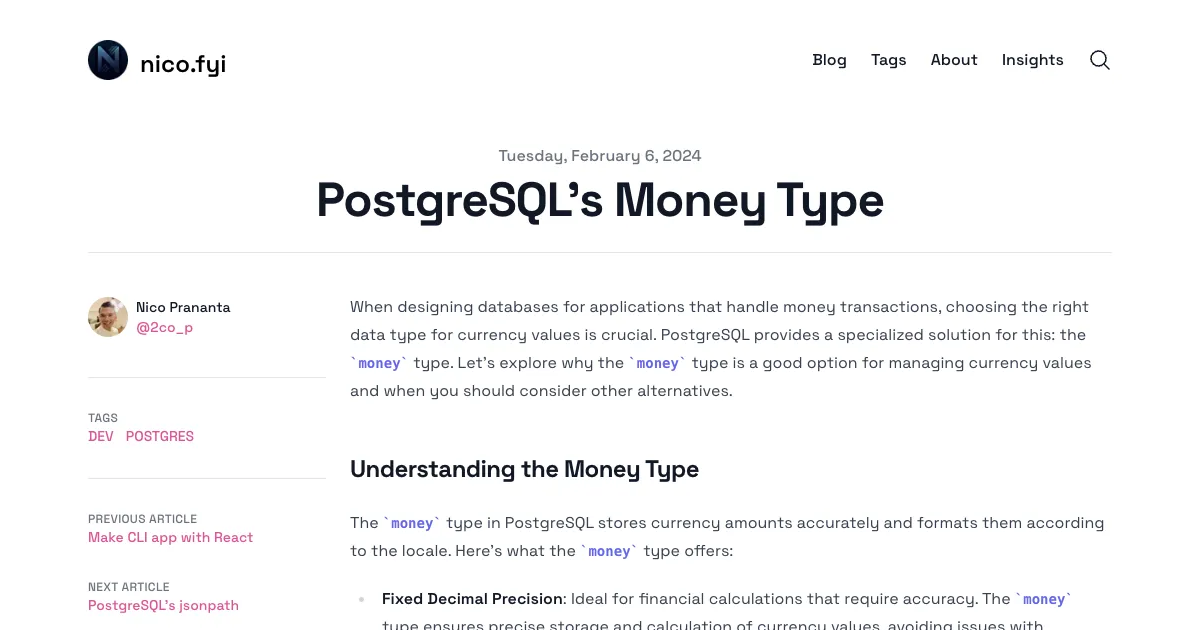 nico.fyi
Blog Tags About Insights
Tuesday, February 6, 2024
PostgreSQL's Money Type
Nico Prananta
@2co_p
TAGS
DEV POSTGRES
PREVIOUS ARTICLE
Make CLI app with React
NEXT ARTICLE
PostgreSQL's jsonpath
When designing databases for applications that handle money transactions, choosing the right
data type for currency values is crucial. PostgreSQL provides a specialized solution for this: the
`money` type. Let's explore why the `money` type is a good option for managing currency values
and when you should consider other alternatives.
Understanding the Money Type
The `money` type in PostgreSQL stores currency amounts accurately and formats them according
to the locale. Here's what the `money` type offers:
Fixed Decimal Precision: Ideal for financial calculations that require accuracy. The `money`
type ensures precise storage and calculation of currency values, avoiding issues with